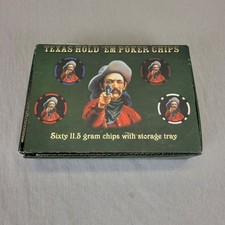 TEXAS HOLD 'EM POKER CHIPS
Sixty 11.5 gram chips with storage tray